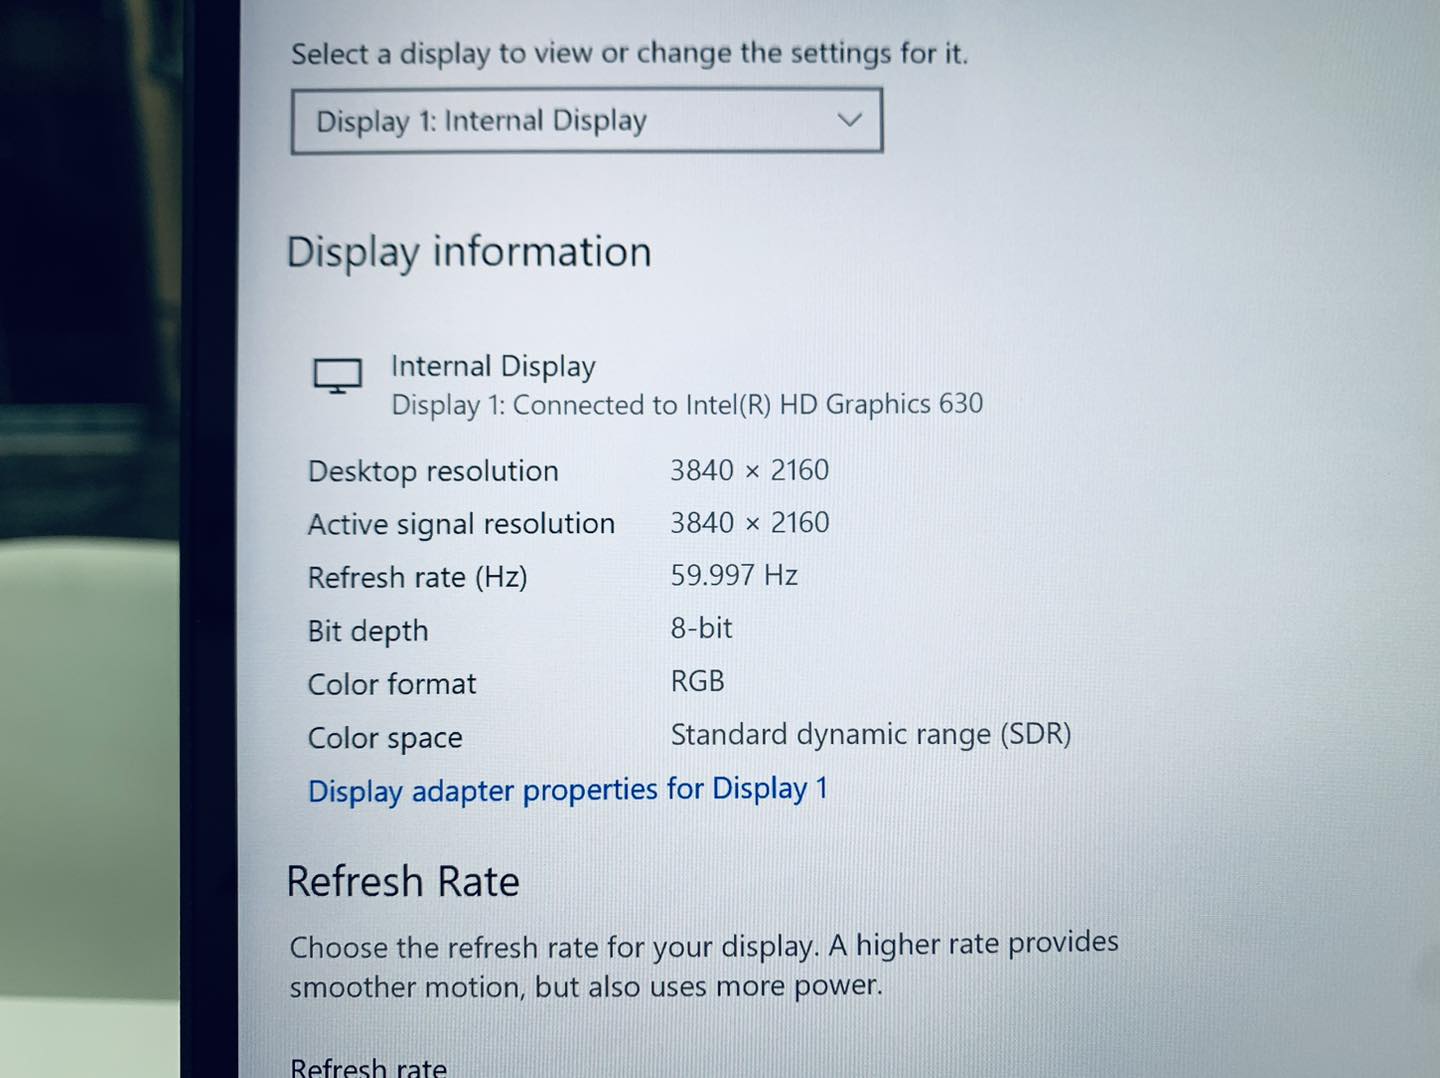 Select a display to view or change the settings for it.
Display 1: Internal Display
Display information
Internal Display
Display 1: Connected to Intel(R) HD Graphics 630
Desktop resolution 3840 × 2160
Active signal resolution 3840 × 2160
Refresh rate (Hz) 59.997 Hz
Bit depth 8-bit
Color format RGB
Color space Standard dynamic range (SDR)
Display adapter properties for Display 1
Refresh Rate
Choose the refresh rate for your display. A higher rate provides
smoother motion, but also uses more power.
Refresh rate